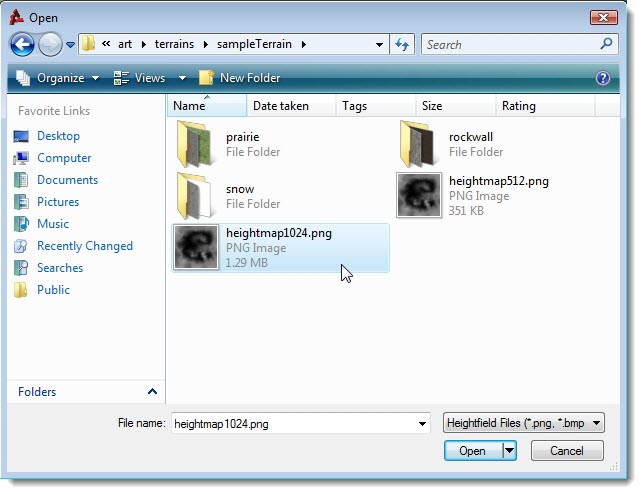 Open
« art ▸ terrains ▸ sampleTerrain ▸
Search
Organize Views New Folder ?
Favorite Links
Desktop
Computer
Documents
Pictures
Music
Recently Changed
Searches
Public
Folders
Name Date taken Tags Size Rating
prairie
File Folder
rockwall
File Folder
snow
File Folder
heightmap512.png
PNG Image
351 KB
heightmap1024.png
PNG Image
1.29 MB
File name: heightmap1024.png Heightfield Files (*.png, *.bmp
Open Cancel